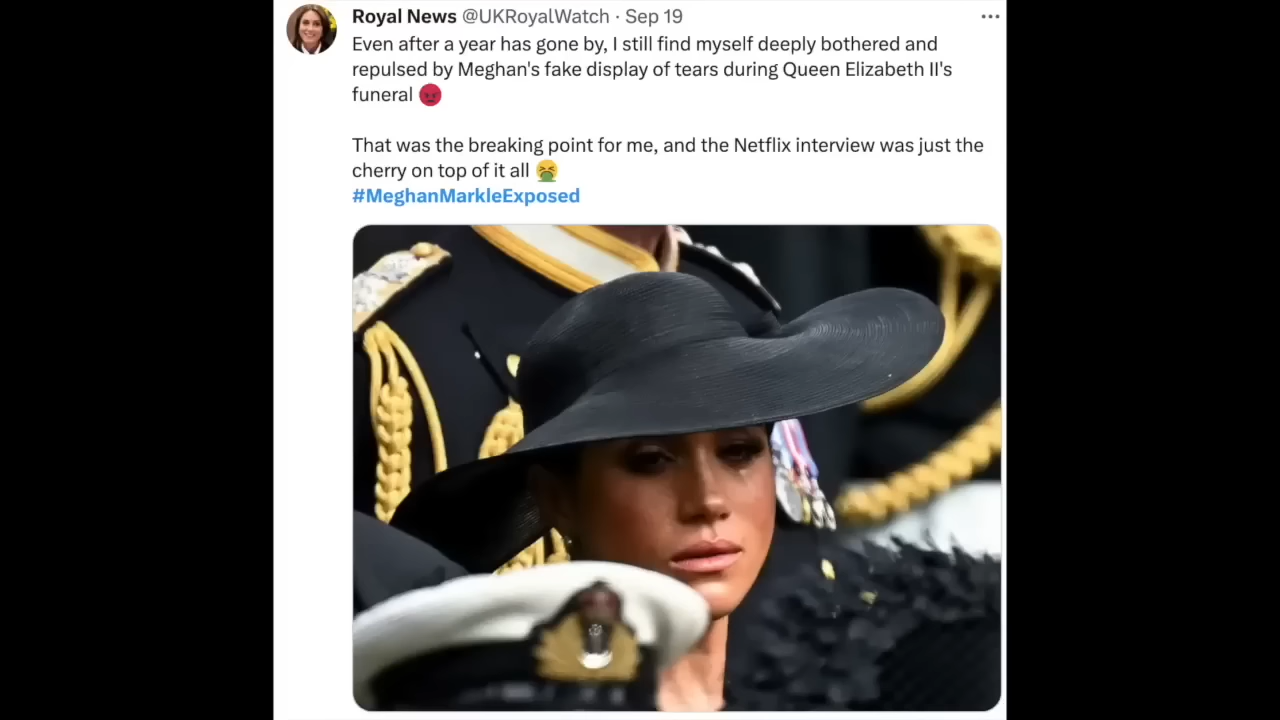 Royal News @UKRoyalWatch · Sep 19
Even after a year has gone by, I still find myself deeply bothered and
repulsed by Meghan's fake display of tears during Queen Elizabeth II's
funeral 😡
That was the breaking point for me, and the Netflix interview was just the
cherry on top of it all 🤮
#MeghanMarkleExposed